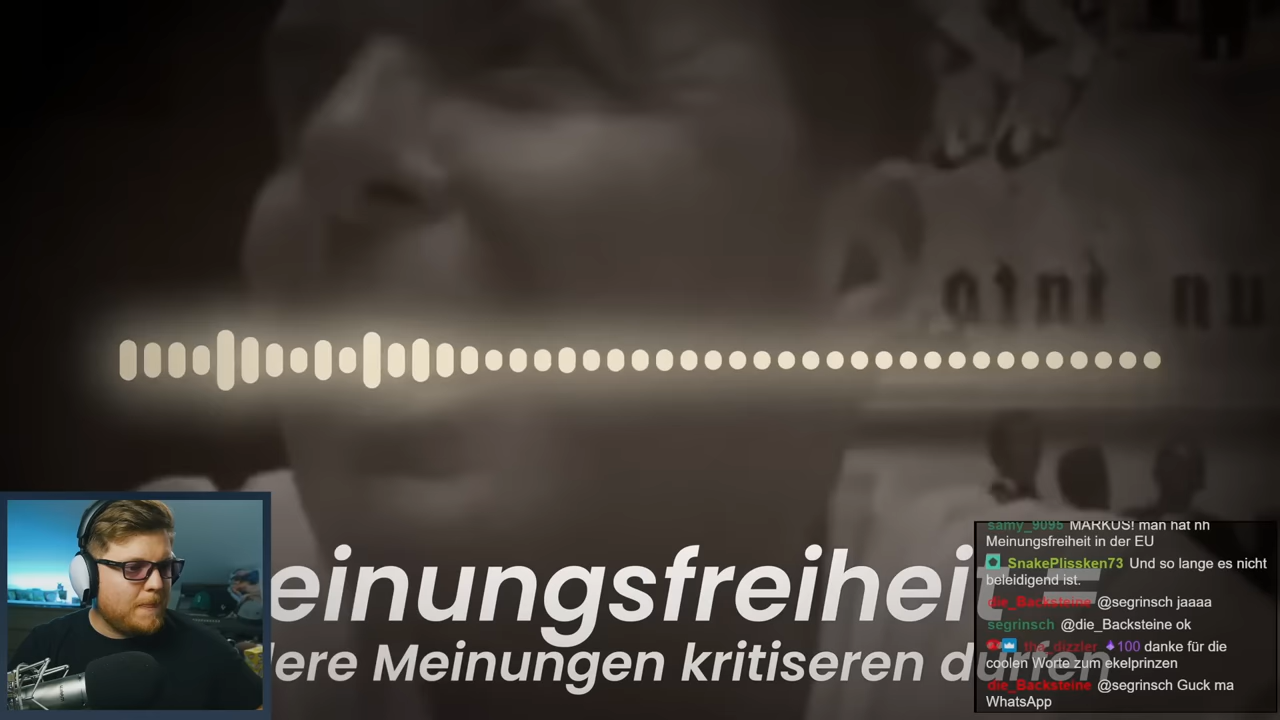 einungsfreiheit =
dere Meinungen kritiseren dürfen
samy_9095 MARKUS! man hat nh
Meinungsfreiheit in der EU
SnakePlissken73 Und so lange es nicht
beleidigend ist.
die_Backsteine @segrinsch jaaaa
segrinsch @die_Backsteine ok
the_dizzler 100 danke für die
coolen Worte zum ekelprinzen
die_Backsteine @segrinsch Guck ma
WhatsApp